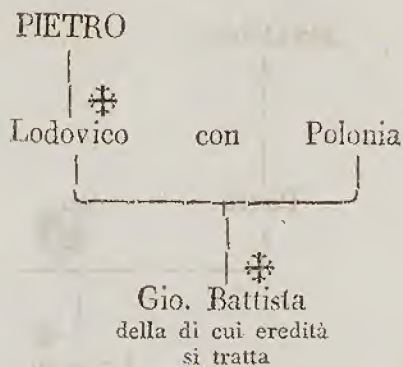 PIETRO
Lodovico con Polonia
Gio. Battista
della di cui eredità
si tratta